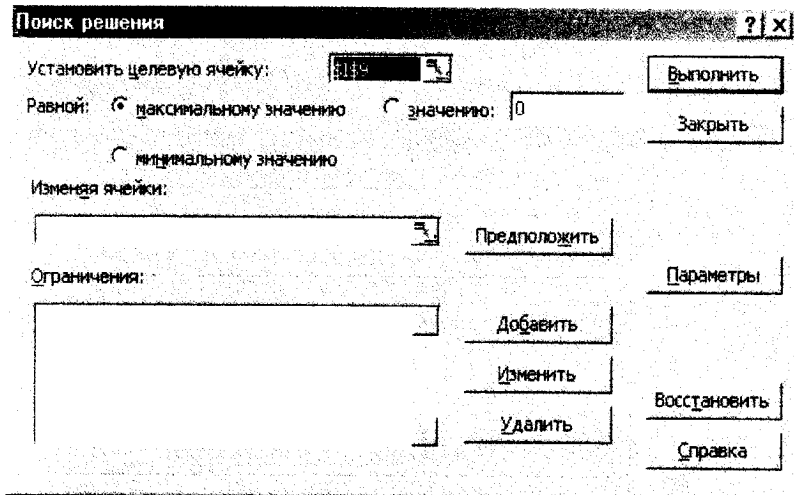 Поиск решения
Установить целевую ячейку:
Равной: максимальному значению значению: 0
минимальному значению
Изменяя ячейки:
Ограничения:
Предположить
Добавить
Изменить
Удалить
Выполнить
Закрыть
Параметры
Восстановить
Справка